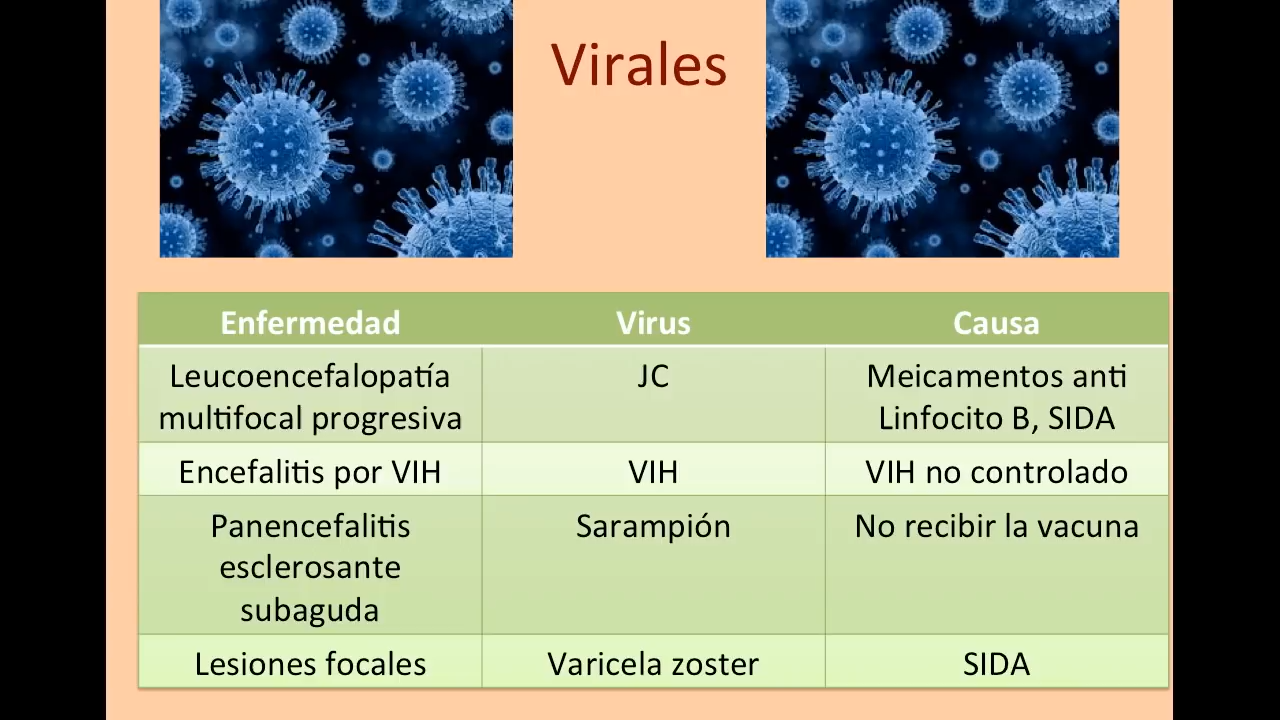 Virales
Enfermedad Virus Causa
Leucoencefalopatía JC Meicamentos anti
multifocal progresiva Linfocito B, SIDA
Encefalitis por VIH VIH VIH no controlado
Panencefalitis Sarampión No recibir la vacuna
esclerosante
subaguda
Lesiones focales Varicela zoster SIDA